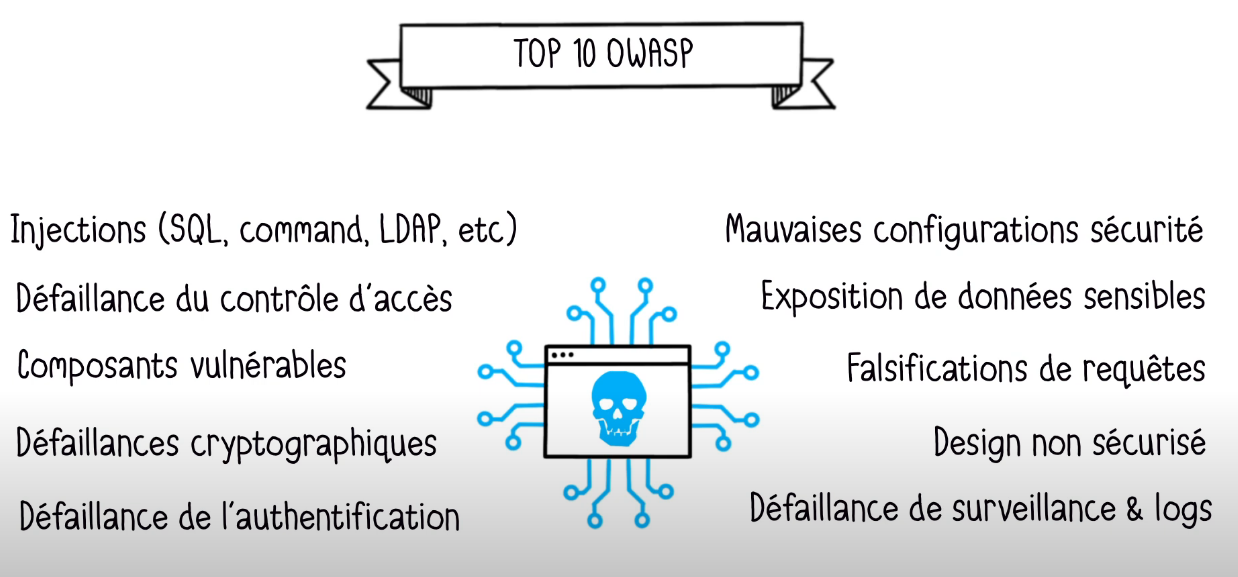 TOP 10 OWASP
Injections (SQL, command, LDAP, etc)
Défaillance du contrôle d'accès
Composants vulnérables
Défaillances cryptographiques
Défaillance de l'authentification
Mauvaises configurations sécurité
Exposition de données sensibles
Falsifications de requêtes
Design non sécurisé
Défaillance de surveillance & logs